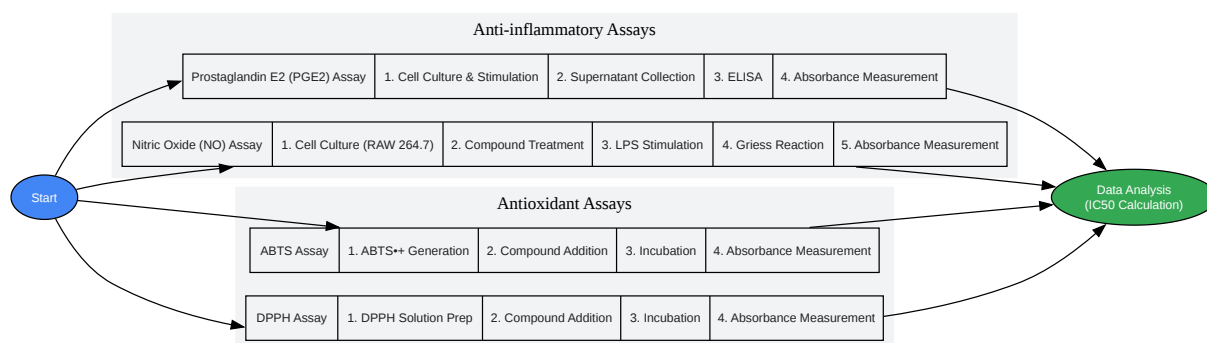 Anti-inflammatory Assays
Prostaglandin E2 (PGE2) Assay
1. Cell Culture & Stimulation
2. Supernatant Collection
3. ELISA
4. Absorbance Measurement
Nitric Oxide (NO) Assay
1. Cell Culture (RAW 264.7)
2. Compound Treatment
3. LPS Stimulation
4. Griess Reaction
5. Absorbance Measurement
Start
Data Analysis
(IC50 Calculation)
Antioxidant Assays
ABTS Assay
1. ABTS•+ Generation
2. Compound Addition
3. Incubation
4. Absorbance Measurement
DPPH Assay
1. DPPH Solution Prep
2. Compound Addition
3. Incubation
4. Absorbance Measurement